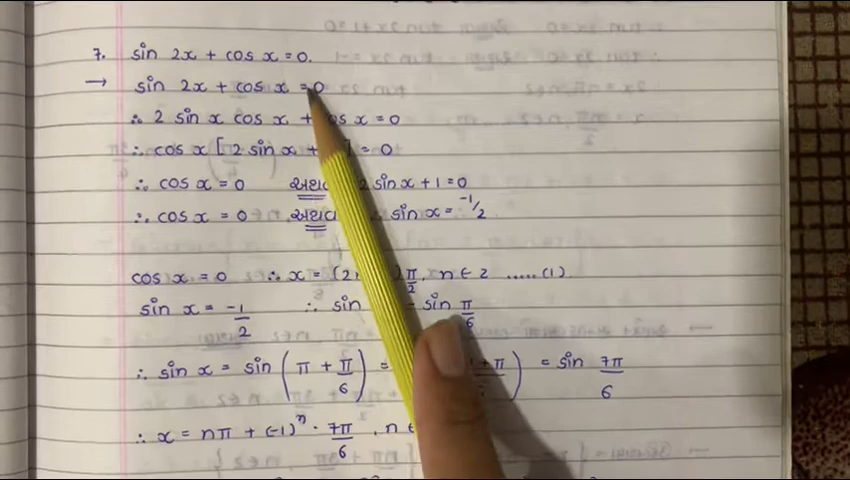 7. sin 2x + cos x = 0.
→ sin 2x + cos x = 0
∴ 2 sin x cos x + cos x = 0
∴ cos x [ 2 sin x + ] = 0
∴ cos x = 0 2 sin x + 1 = 0
∴ cos x = 0 અથવા sin x = -1/2
cos x = 0 ∴ x = (2 ) π/2 , n ∈ z .....(1)
sin x = -1/2 ∴ sin - sin π/6
∴ sin x = sin ( π + π/6 ) = + π ) = sin 7π/6
∴ x = nπ + (-1)ⁿ · 7π/6 , n ∈